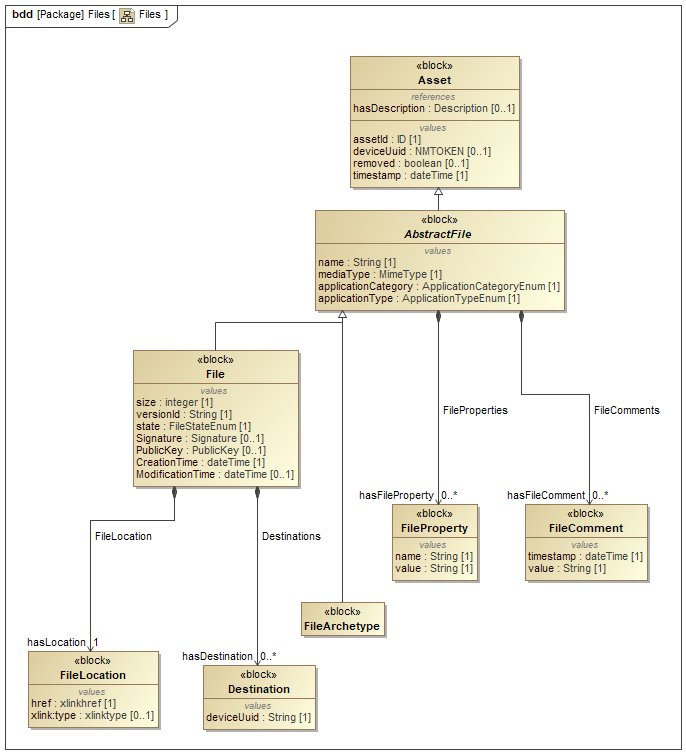 bdd [Package] Files [ Files ]
«block»
Asset
references
hasDescription : Description [0..1]
values
assetId : ID [1]
deviceUuid : NMTOKEN [0..1]
removed : boolean [0..1]
timestamp : dateTime [1]
«block»
AbstractFile
values
name : String [1]
mediaType : MimeType [1]
applicationCategory : ApplicationCategoryEnum [1]
applicationType : ApplicationTypeEnum [1]
«block»
File
values
size : integer [1]
versionId : String [1]
state : FileStateEnum [1]
Signature : Signature [0..1]
PublicKey : PublicKey [0..1]
CreationTime : dateTime [1]
ModificationTime : dateTime [0..1]
FileProperties
FileComments
hasFileProperty 0..*
hasFileComment 0..*
«block»
FileProperty
values
name : String [1]
value : String [1]
«block»
FileComment
values
timestamp : dateTime [1]
value : String [1]
FileLocation
Destinations
«block»
FileArchetype
hasLocation 1
hasDestination 0..*
«block»
FileLocation
values
href : xlinkhref [1]
xlink:type : xlinktype [0..1]
«block»
Destination
values
deviceUuid : String [1]